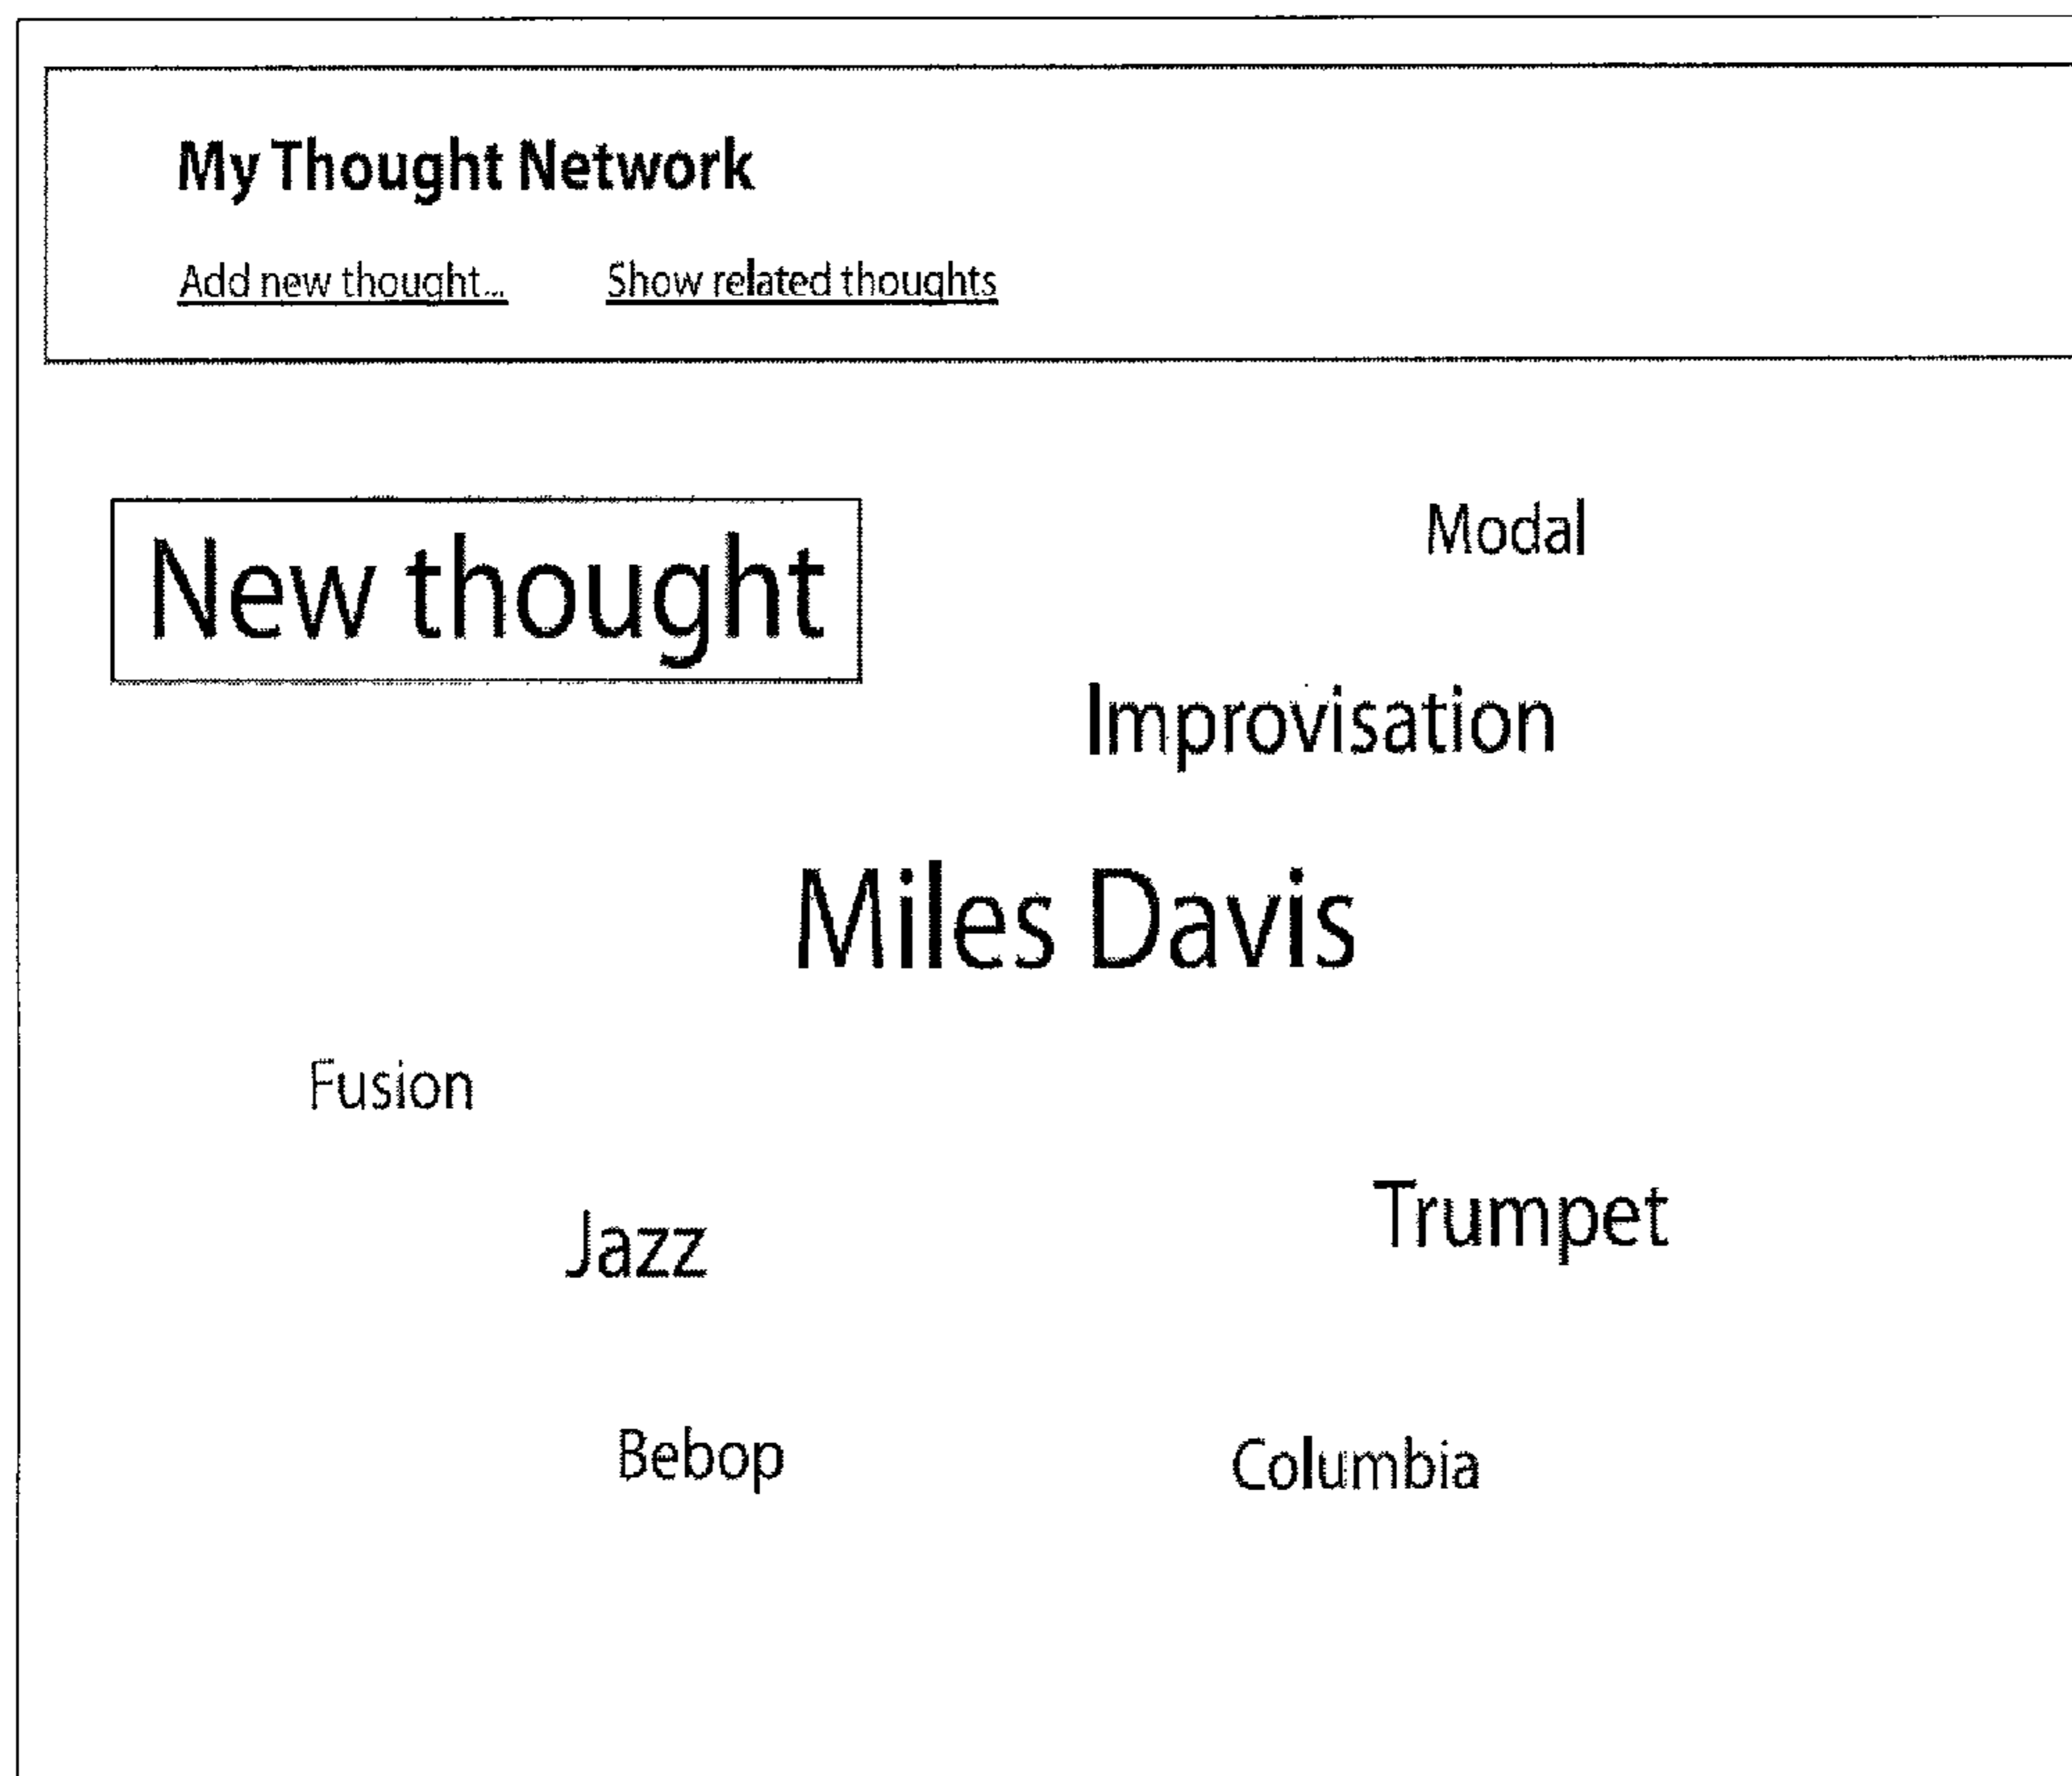 My Thought Network
Add new thought... Show related thoughts
New thought
Modal
Improvisation
Miles Davis
Fusion
Jazz
Trumpet
Bebop
Columbia